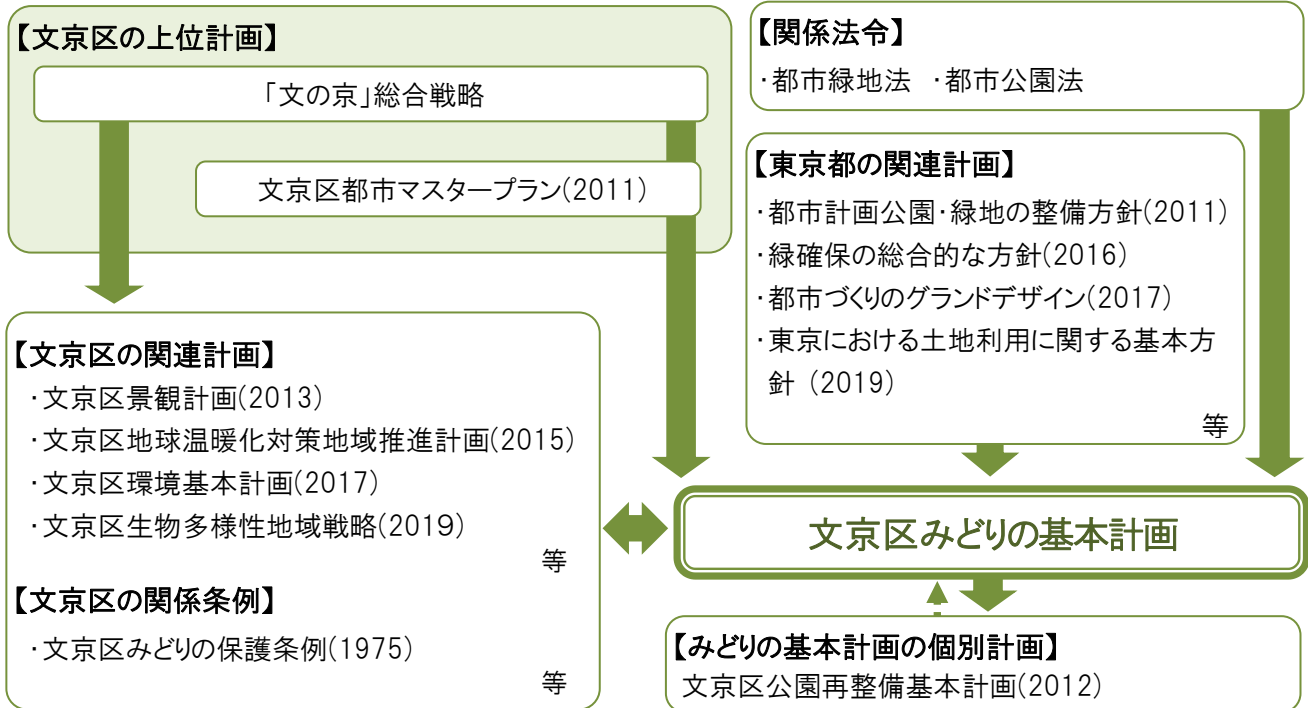 【文京区の上位計画】
「文の京」総合戦略
文京区都市マスタープラン(2011)
【関係法令】
・都市緑地法　・都市公園法
【東京都の関連計画】
・都市計画公園・緑地の整備方針(2011)
・緑確保の総合的な方針(2016)
・都市づくりのグランドデザイン(2017)
・東京における土地利用に関する基本方
針 (2019)
等
【文京区の関連計画】
・文京区景観計画(2013)
・文京区地球温暖化対策地域推進計画(2015)
・文京区環境基本計画(2017)
・文京区生物多様性地域戦略(2019)
等
【文京区の関係条例】
・文京区みどりの保護条例(1975)
等
文京区みどりの基本計画
【みどりの基本計画の個別計画】
文京区公園再整備基本計画(2012)